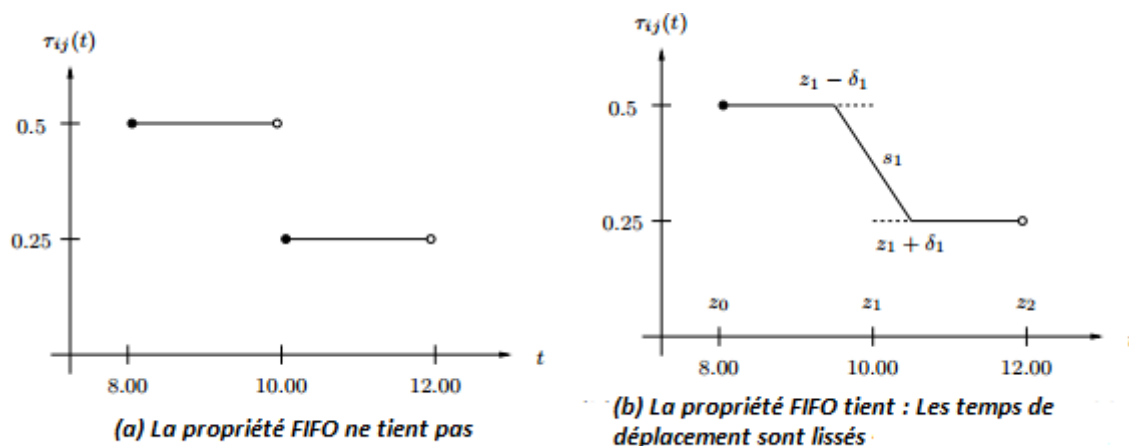 τij(t)
0.5
0.25
8.00 10.00 12.00
t
(a) La propriété FIFO ne tient pas
τij(t)
z1 − δ1
0.5
s1
0.25
z1 + δ1
z0 z1 z2
8.00 10.00 12.00
(b) La propriété FIFO tient : Les temps de
déplacement sont lissés